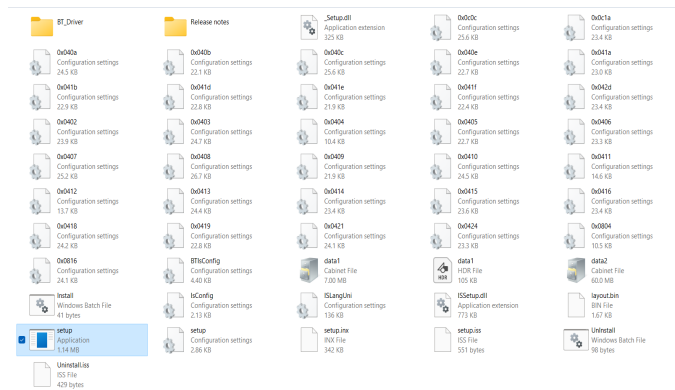 BT_Driver
Release notes
_Setup.dll
Application extension
325 KB
0x0c0c
Configuration settings
25.6 KB
0x0c1a
Configuration settings
23.4 KB
0x040a
Configuration settings
24.5 KB
0x040b
Configuration settings
22.1 KB
0x040c
Configuration settings
25.6 KB
0x040e
Configuration settings
22.7 KB
0x041a
Configuration settings
23.0 KB
0x041b
Configuration settings
22.9 KB
0x041d
Configuration settings
22.8 KB
0x041e
Configuration settings
21.9 KB
0x041f
Configuration settings
22.4 KB
0x042d
Configuration settings
23.4 KB
0x0402
Configuration settings
23.9 KB
0x0403
Configuration settings
24.7 KB
0x0404
Configuration settings
10.4 KB
0x0405
Configuration settings
22.7 KB
0x0406
Configuration settings
23.3 KB
0x0407
Configuration settings
25.2 KB
0x0408
Configuration settings
26.7 KB
0x0409
Configuration settings
21.9 KB
0x0410
Configuration settings
24.5 KB
0x0411
Configuration settings
14.6 KB
0x0412
Configuration settings
13.7 KB
0x0413
Configuration settings
24.4 KB
0x0414
Configuration settings
23.4 KB
0x0415
Configuration settings
23.6 KB
0x0416
Configuration settings
23.4 KB
0x0418
Configuration settings
24.2 KB
0x0419
Configuration settings
22.8 KB
0x0421
Configuration settings
24.1 KB
0x0424
Configuration settings
23.3 KB
0x0804
Configuration settings
10.5 KB
0x0816
Configuration settings
24.1 KB
BTIsConfig
Configuration settings
4.40 KB
data1
Cabinet File
7.00 MB
HDR
data1
HDR File
105 KB
data2
Cabinet File
60.0 MB
Install
Windows Batch File
41 bytes
IsConfig
Configuration settings
2.13 KB
ISLangUni
Configuration settings
136 KB
ISSetup.dll
Application extension
773 KB
layout.bin
BIN File
1.67 KB
setup
Application
1.14 MB
setup
Configuration settings
2.86 KB
setup.inx
INX File
342 KB
setup.iss
ISS File
551 bytes
UnInstall
Windows Batch File
98 bytes
Uninstall.iss
ISS File
429 bytes